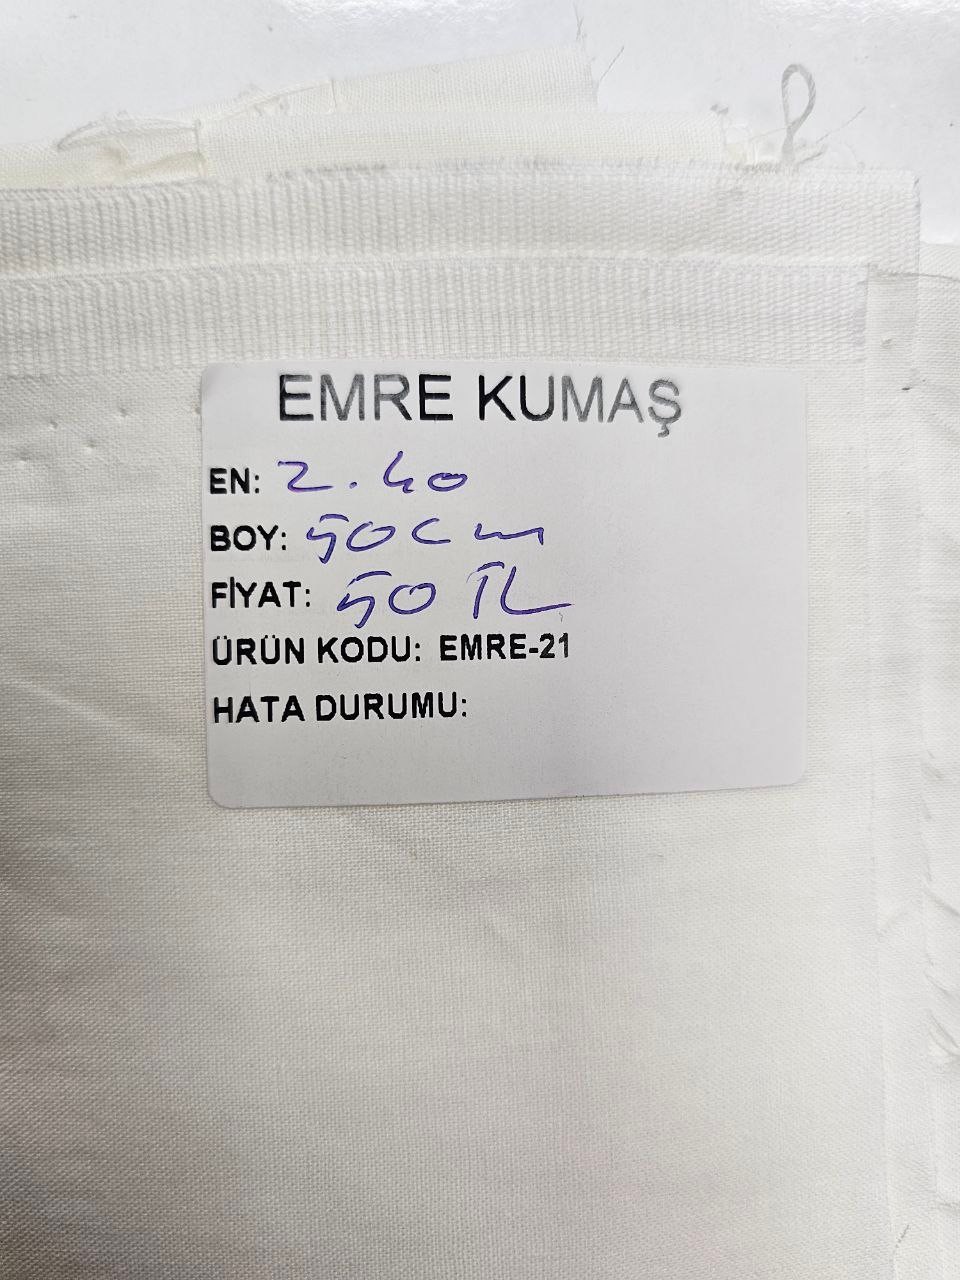 EMRE KUMAŞ
EN: 2.40
BOY: 50cm
FİYAT: 50 TL
ÜRÜN KODU: EMRE-21
HATA DURUMU: